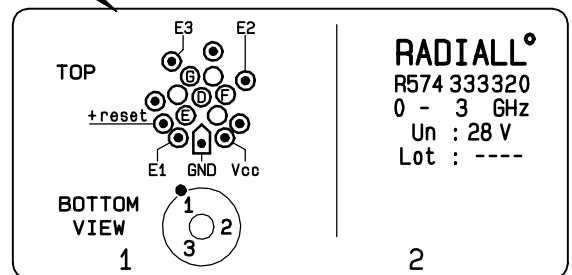 E3 E2
TOP
G
D F
E
+reset
E1 GND Vcc
BOTTOM
VIEW
1
2
3
1
RADIALL°
R574 333320
0 - 3 GHz
Un : 28 V
Lot : ----
2